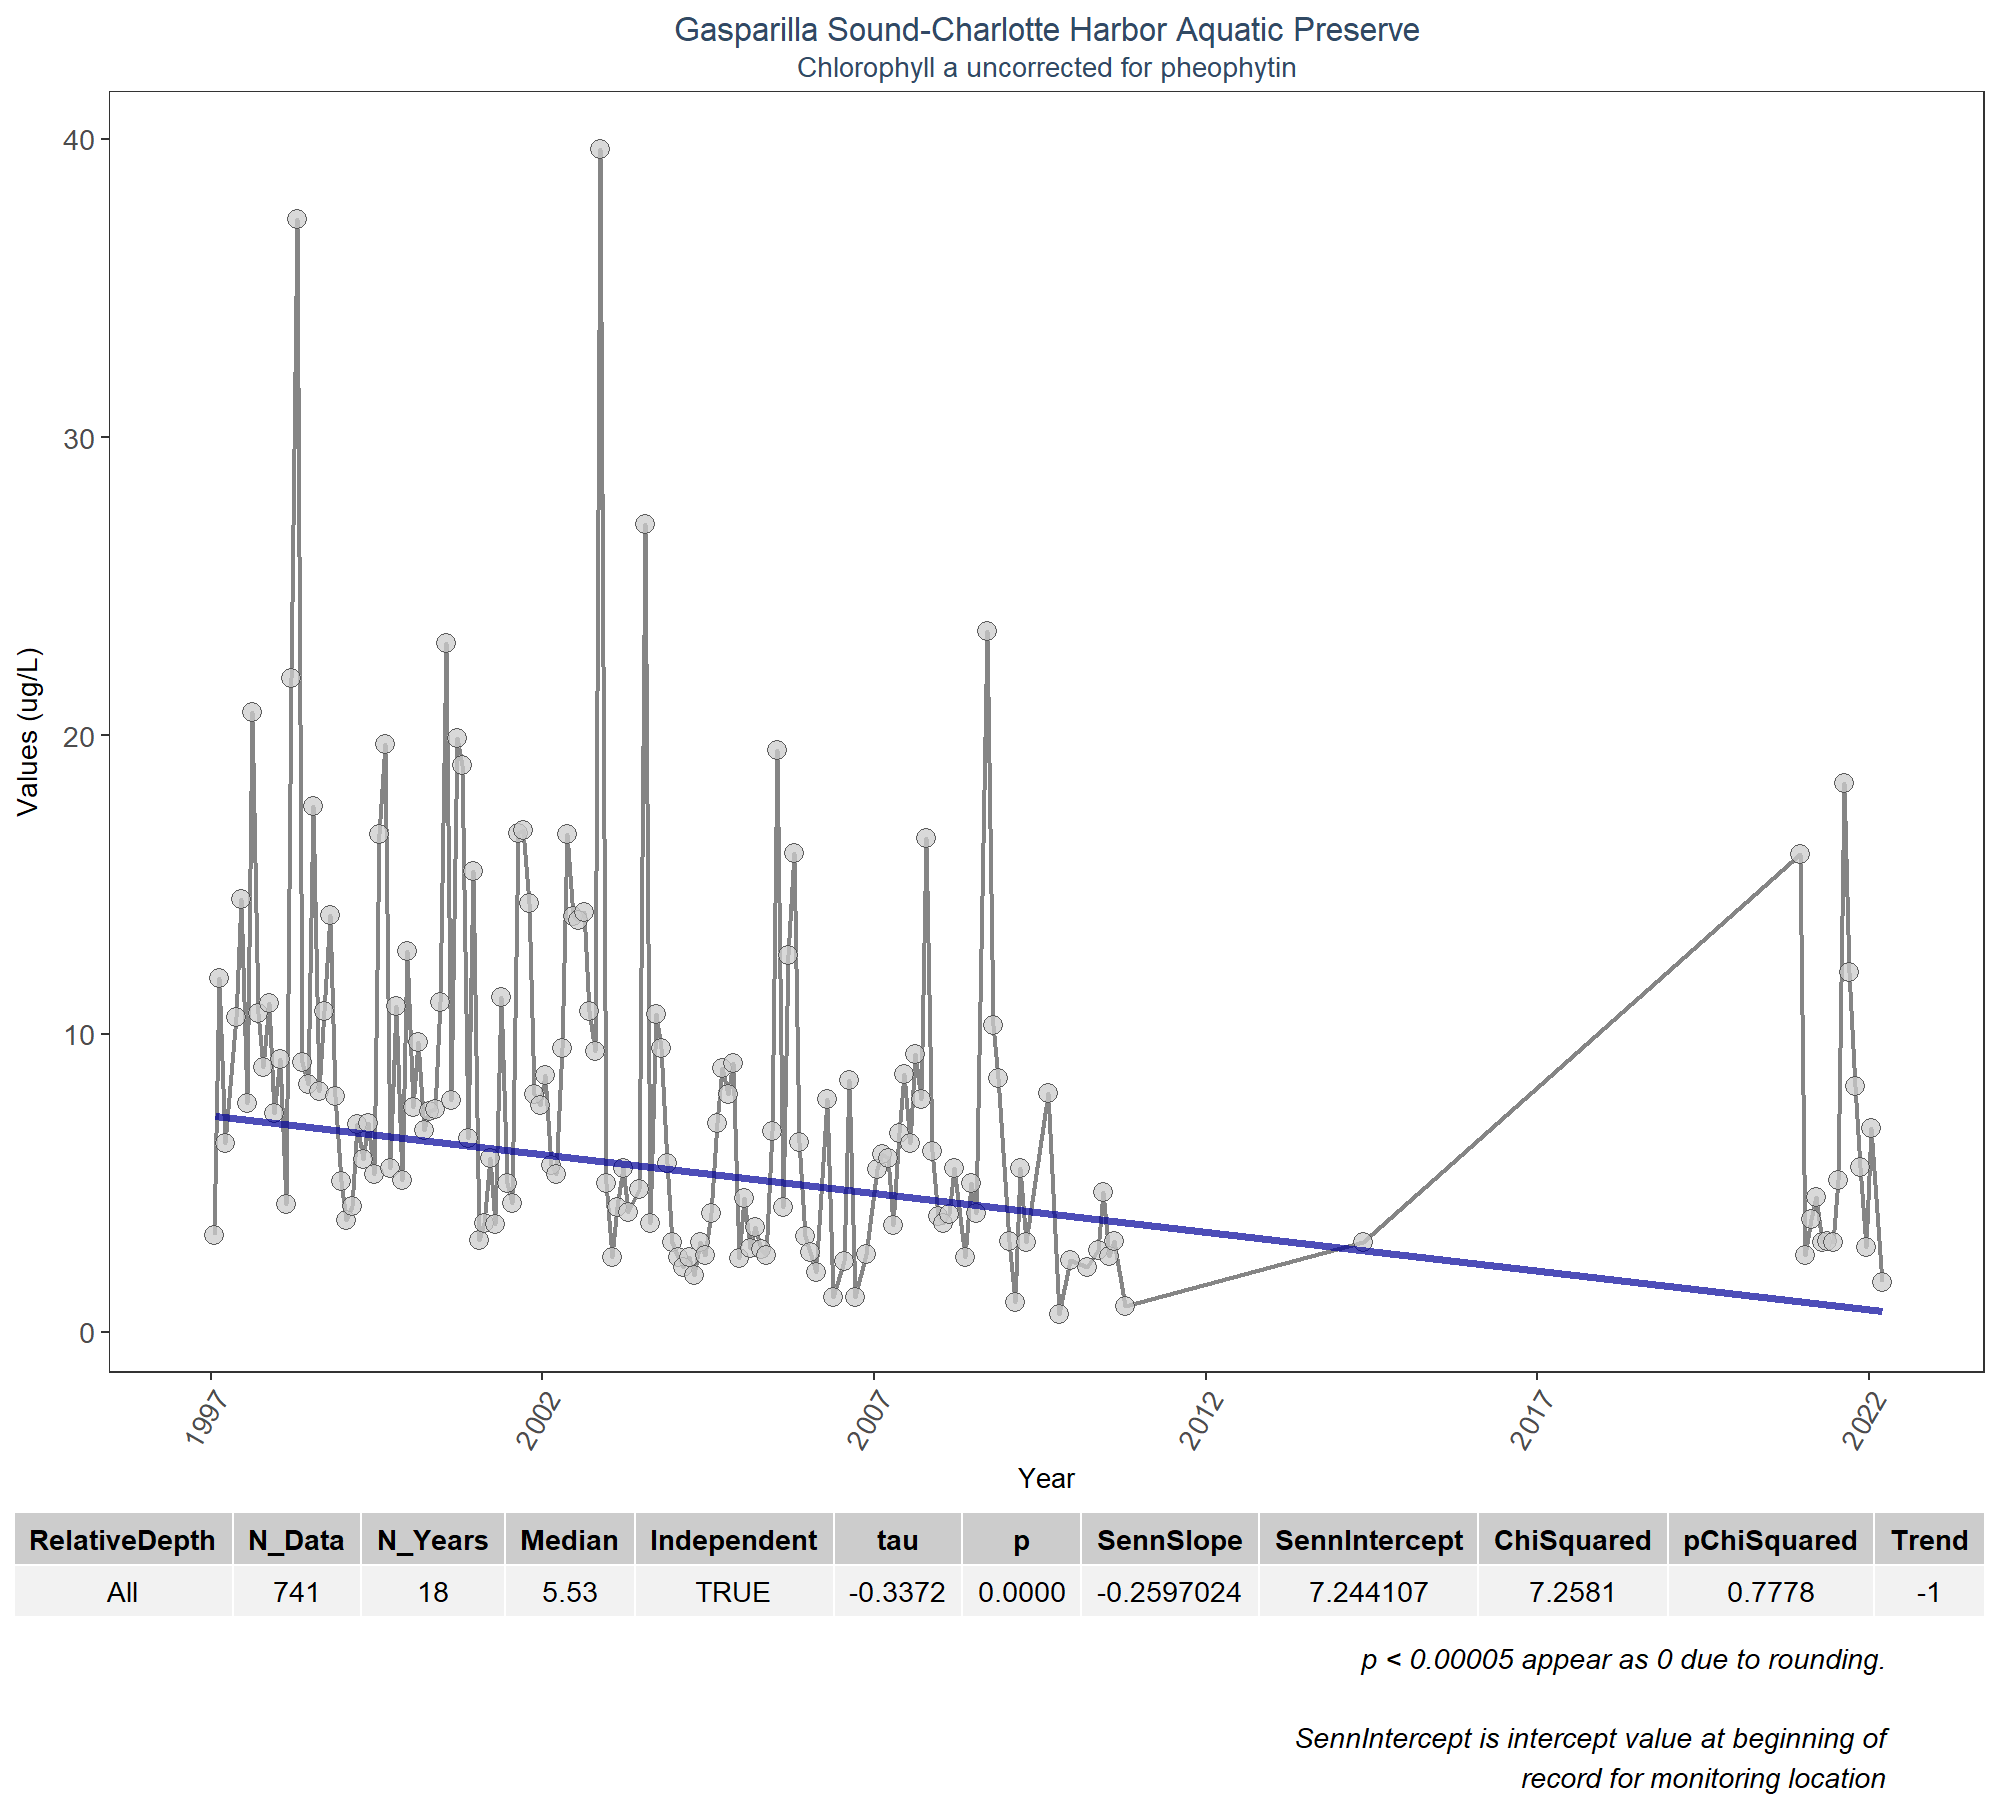 Gasparilla Sound-Charlotte Harbor Aquatic Preserve
Chlorophyll a uncorrected for pheophytin
40
30
20
10
0
Values (ug/L)
1997
2002
2007
2012
2017
2022
Year
RelativeDepth N_Data N_Years Median Independent tau p SennSlope SennIntercept ChiSquared pChiSquared Trend
All 741 18 5.53 TRUE -0.3372 0.0000 -0.2597024 7.244107 7.2581 0.7778 -1
p < 0.00005 appear as 0 due to rounding.
SennIntercept is intercept value at beginning of
record for monitoring location